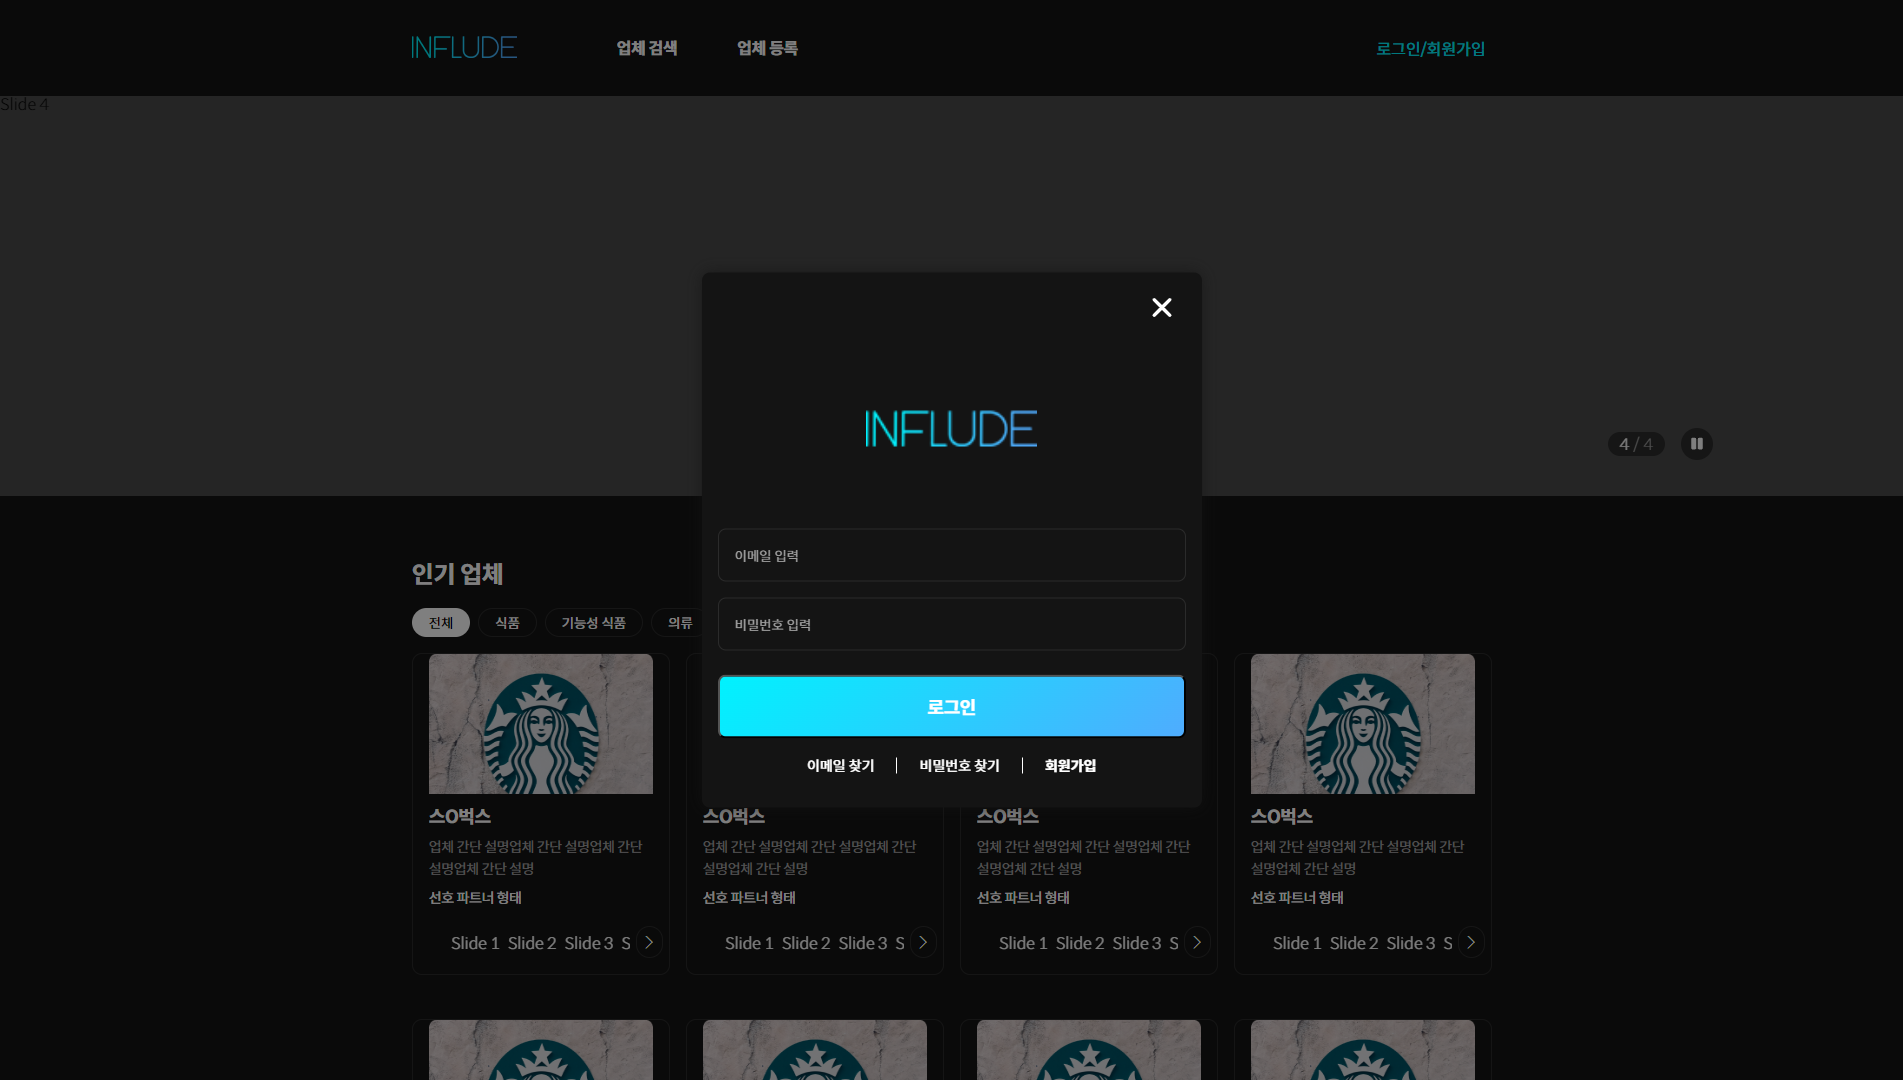 INFLUDE
업체 검색
업체 등록
로그인/회원가입
Slide 4
INFLUDE
4 / 4
이메일 입력
비밀번호 입력
로그인
이메일 찾기
비밀번호 찾기
회원가입
인기 업체
전체
식품
기능성 식품
의류
스O벅스
업체 간단 설명업체 간단 설명업체 간단
설명업체 간단 설명
선호 파트너 형태
Slide 1 Slide 2 Slide 3 S
스O벅스
업체 간단 설명업체 간단 설명업체 간단
설명업체 간단 설명
선호 파트너 형태
Slide 1 Slide 2 Slide 3 S
스O벅스
업체 간단 설명업체 간단 설명업체 간단
설명업체 간단 설명
선호 파트너 형태
Slide 1 Slide 2 Slide 3 S
스O벅스
업체 간단 설명업체 간단 설명업체 간단
설명업체 간단 설명
선호 파트너 형태
Slide 1 Slide 2 Slide 3 S